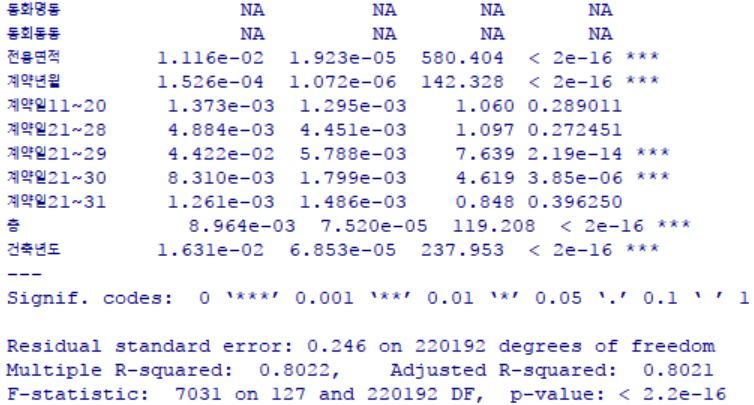 동화명동 NA NA NA NA
동회동동 NA NA NA NA
전용면적 1.116e-02 1.923e-05 580.404 < 2e-16 ***
계약년월 1.526e-04 1.072e-06 142.328 < 2e-16 ***
계약일11~20 1.373e-03 1.295e-03 1.060 0.289011
계약일21~28 4.884e-03 4.451e-03 1.097 0.272451
계약일21~29 4.422e-02 5.788e-03 7.639 2.19e-14 ***
계약일21~30 8.310e-03 1.799e-03 4.619 3.85e-06 ***
계약일21~31 1.261e-03 1.486e-03 0.848 0.396250
층 8.964e-03 7.520e-05 119.208 < 2e-16 ***
건축년도 1.631e-02 6.853e-05 237.953 < 2e-16 ***
---
Signif. codes: 0 ‘***’ 0.001 ‘**’ 0.01 ‘*’ 0.05 ‘.’ 0.1 ‘ ’ 1
Residual standard error: 0.246 on 220192 degrees of freedom
Multiple R-squared: 0.8022, Adjusted R-squared: 0.8021
F-statistic: 7031 on 127 and 220192 DF, p-value: < 2.2e-16